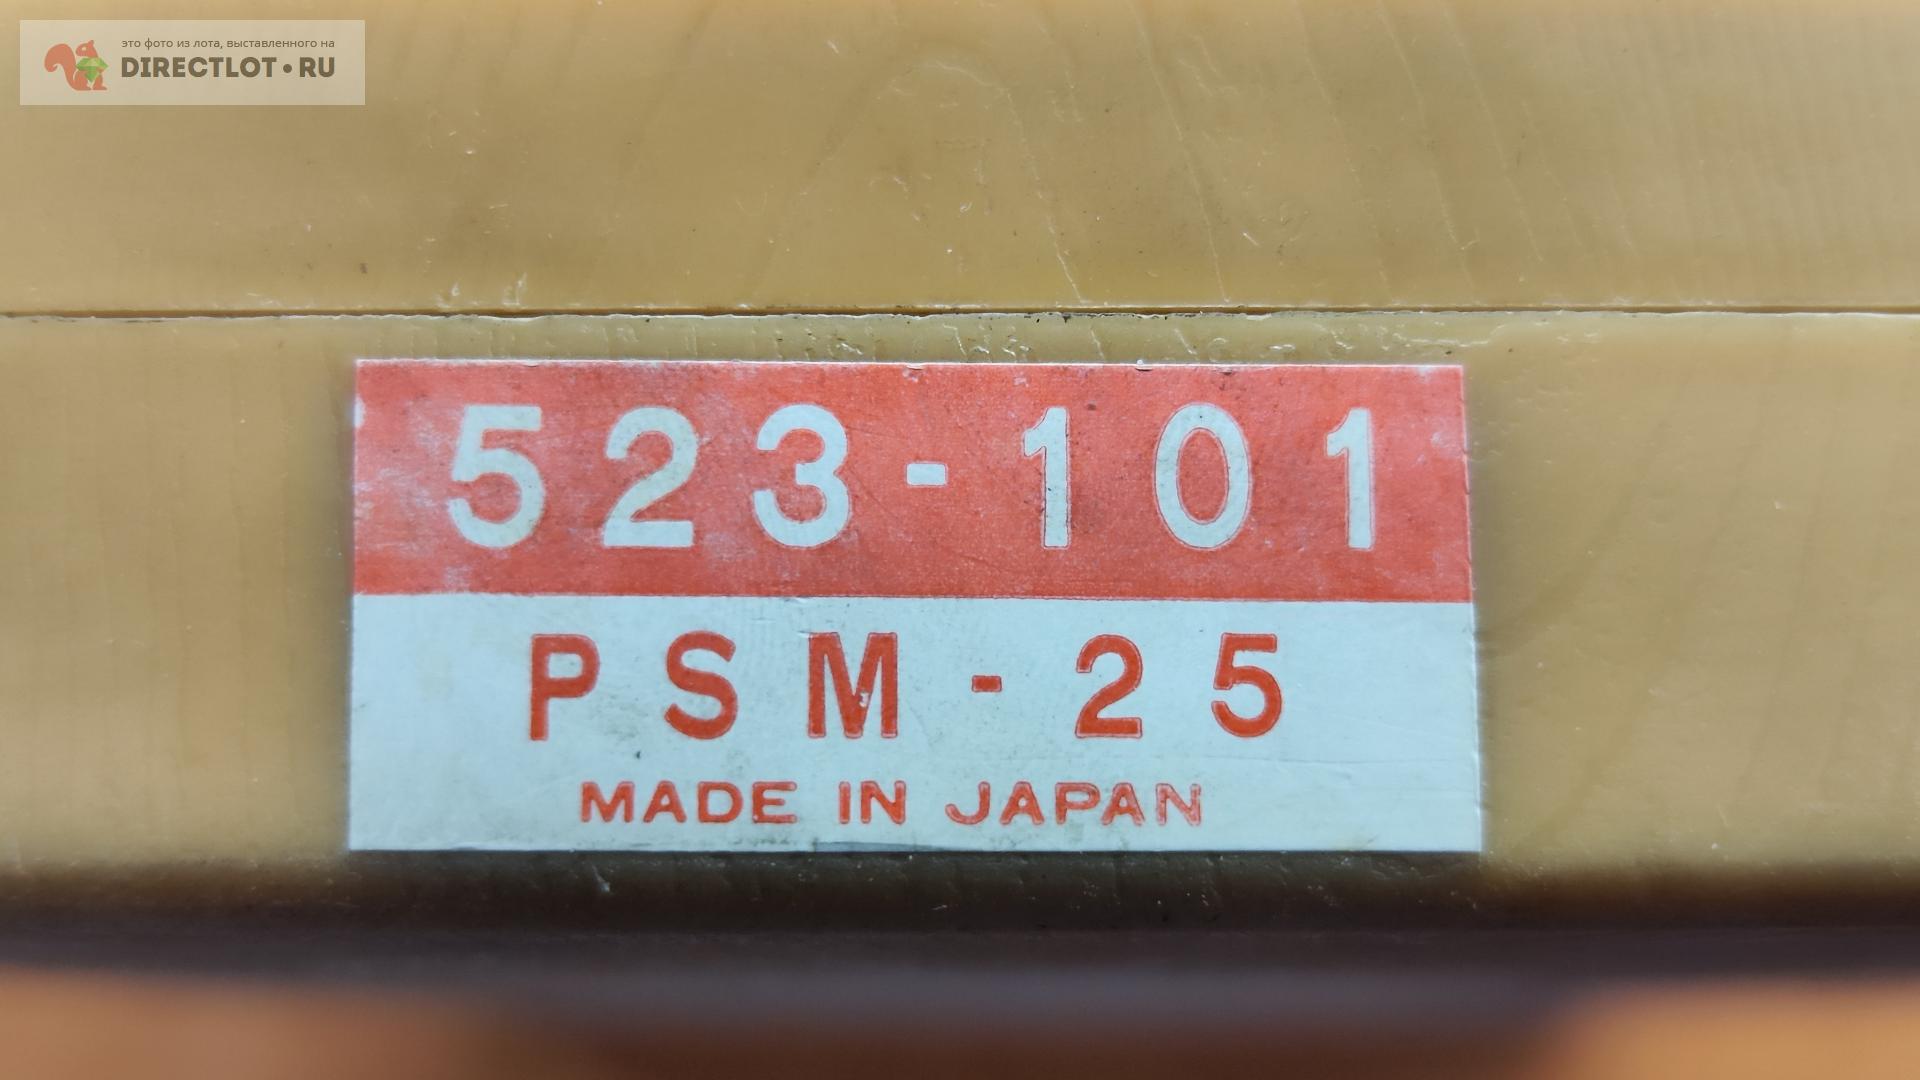 это фото из лота, выставленного на
DIRECTLOT•RU
523-101
PSM-25
MADE IN JAPAN